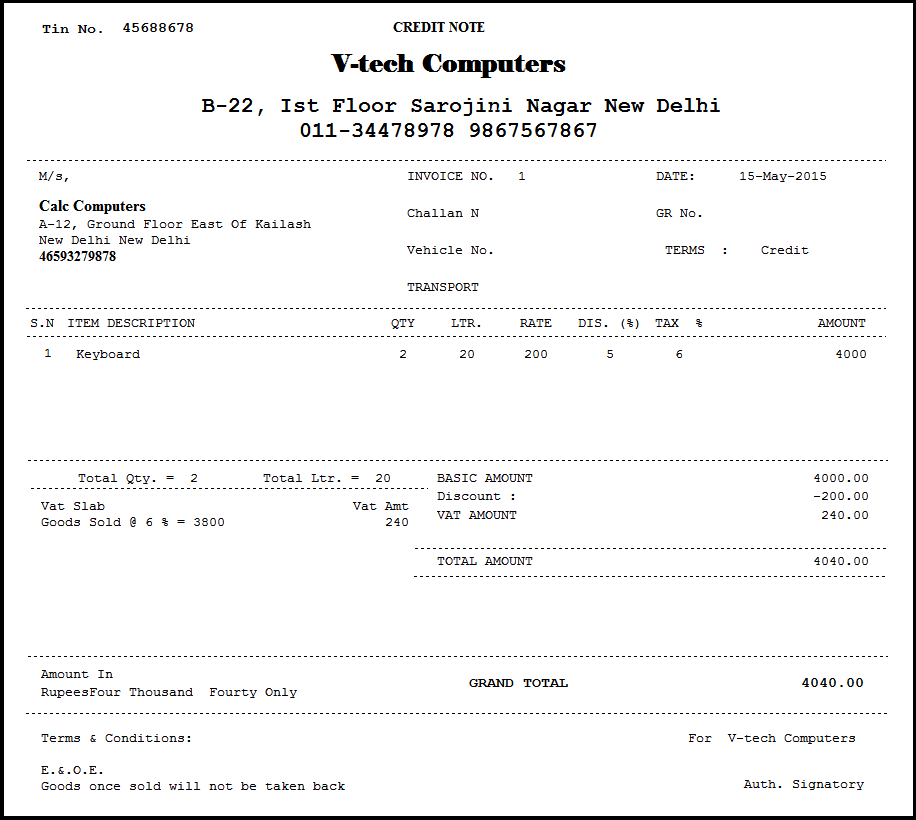 Tin No. 45688678 CREDIT NOTE
V-tech Computers
B-22, Ist Floor Sarojini Nagar New Delhi
011-34478978 9867567867
M/s, INVOICE NO. 1 DATE: 15-May-2015
Calc Computers
A-12, Ground Floor East Of Kailash
New Delhi New Delhi
46593279878
Challan N GR No.
Vehicle No. TERMS : Credit
TRANSPORT
S.N ITEM DESCRIPTION QTY LTR. RATE DIS. (%) TAX % AMOUNT
1 Keyboard 2 20 200 5 6 4000
Total Qty. = 2 Total Ltr. = 20 BASIC AMOUNT 4000.00
Discount : -200.00
Vat Slab Vat Amt VAT AMOUNT 240.00
Goods Sold @ 6 % = 3800 240
TOTAL AMOUNT 4040.00
Amount In
RupeesFour Thousand Fourty Only GRAND TOTAL 4040.00
Terms & Conditions: For V-tech Computers
E.&.O.E.
Goods once sold will not be taken back Auth. Signatory